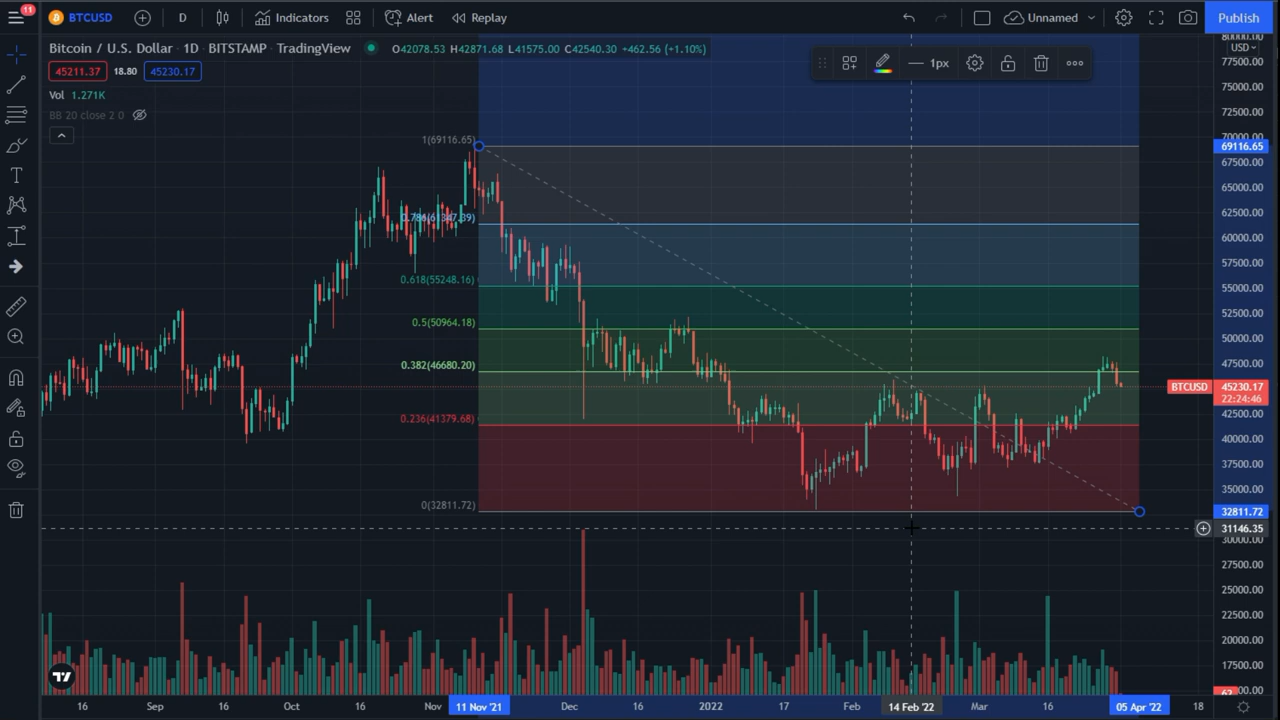 11
BTCUSD
D
Indicators
Alert
Replay
Unnamed
Publish
Bitcoin / U.S. Dollar · 1D · BITSTAMP · TradingView
O42078.53 H42871.68 L41575.00 C42540.30 +462.56 (+1.10%)
45211.37
18.80
45230.17
Vol 1.271K
BB 20 close 2 0
1px
1(69116.65)
0.786(61347.39)
0.618(55248.16)
0.5(50964.18)
0.382(46680.20)
0.236(41379.68)
0(32811.72)
80000.00
USD
77500.00
75000.00
72500.00
70000.00
69116.65
67500.00
65000.00
62500.00
60000.00
57500.00
55000.00
52500.00
50000.00
47500.00
BTCUSD
45230.17
22:24:46
42500.00
40000.00
37500.00
35000.00
32811.72
31146.35
30000.00
27500.00
25000.00
22500.00
20000.00
17500.00
16
Sep
16
Oct
16
Nov
11 Nov '21
Dec
16
2022
17
Feb
14 Feb '22
Mar
16
05 Apr '22
18